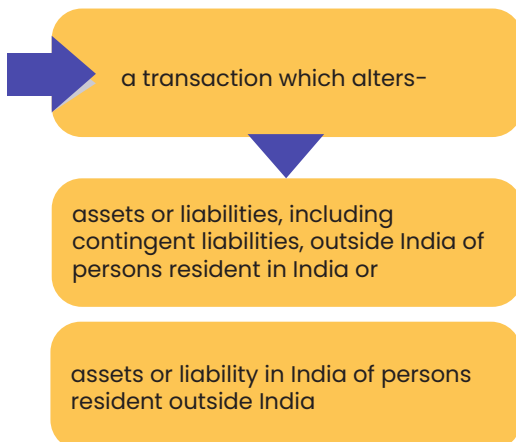 a transaction which alters-
assets or liabilities, including
contingent liabilities, outside India of
persons resident in India or
assets or liability in India of persons
resident outside India